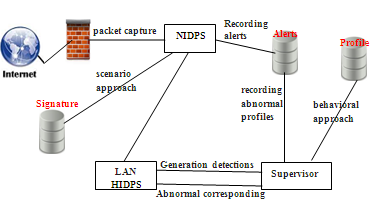 Recording
alerts
Alerts
Profile
packet capture
NIDPS
Internet
scenario
approach
Signature
recording
abnormal
profiles
behavioral
approach
LAN
HIDPS
Generation detections
Abnormal corresponding
Supervisor